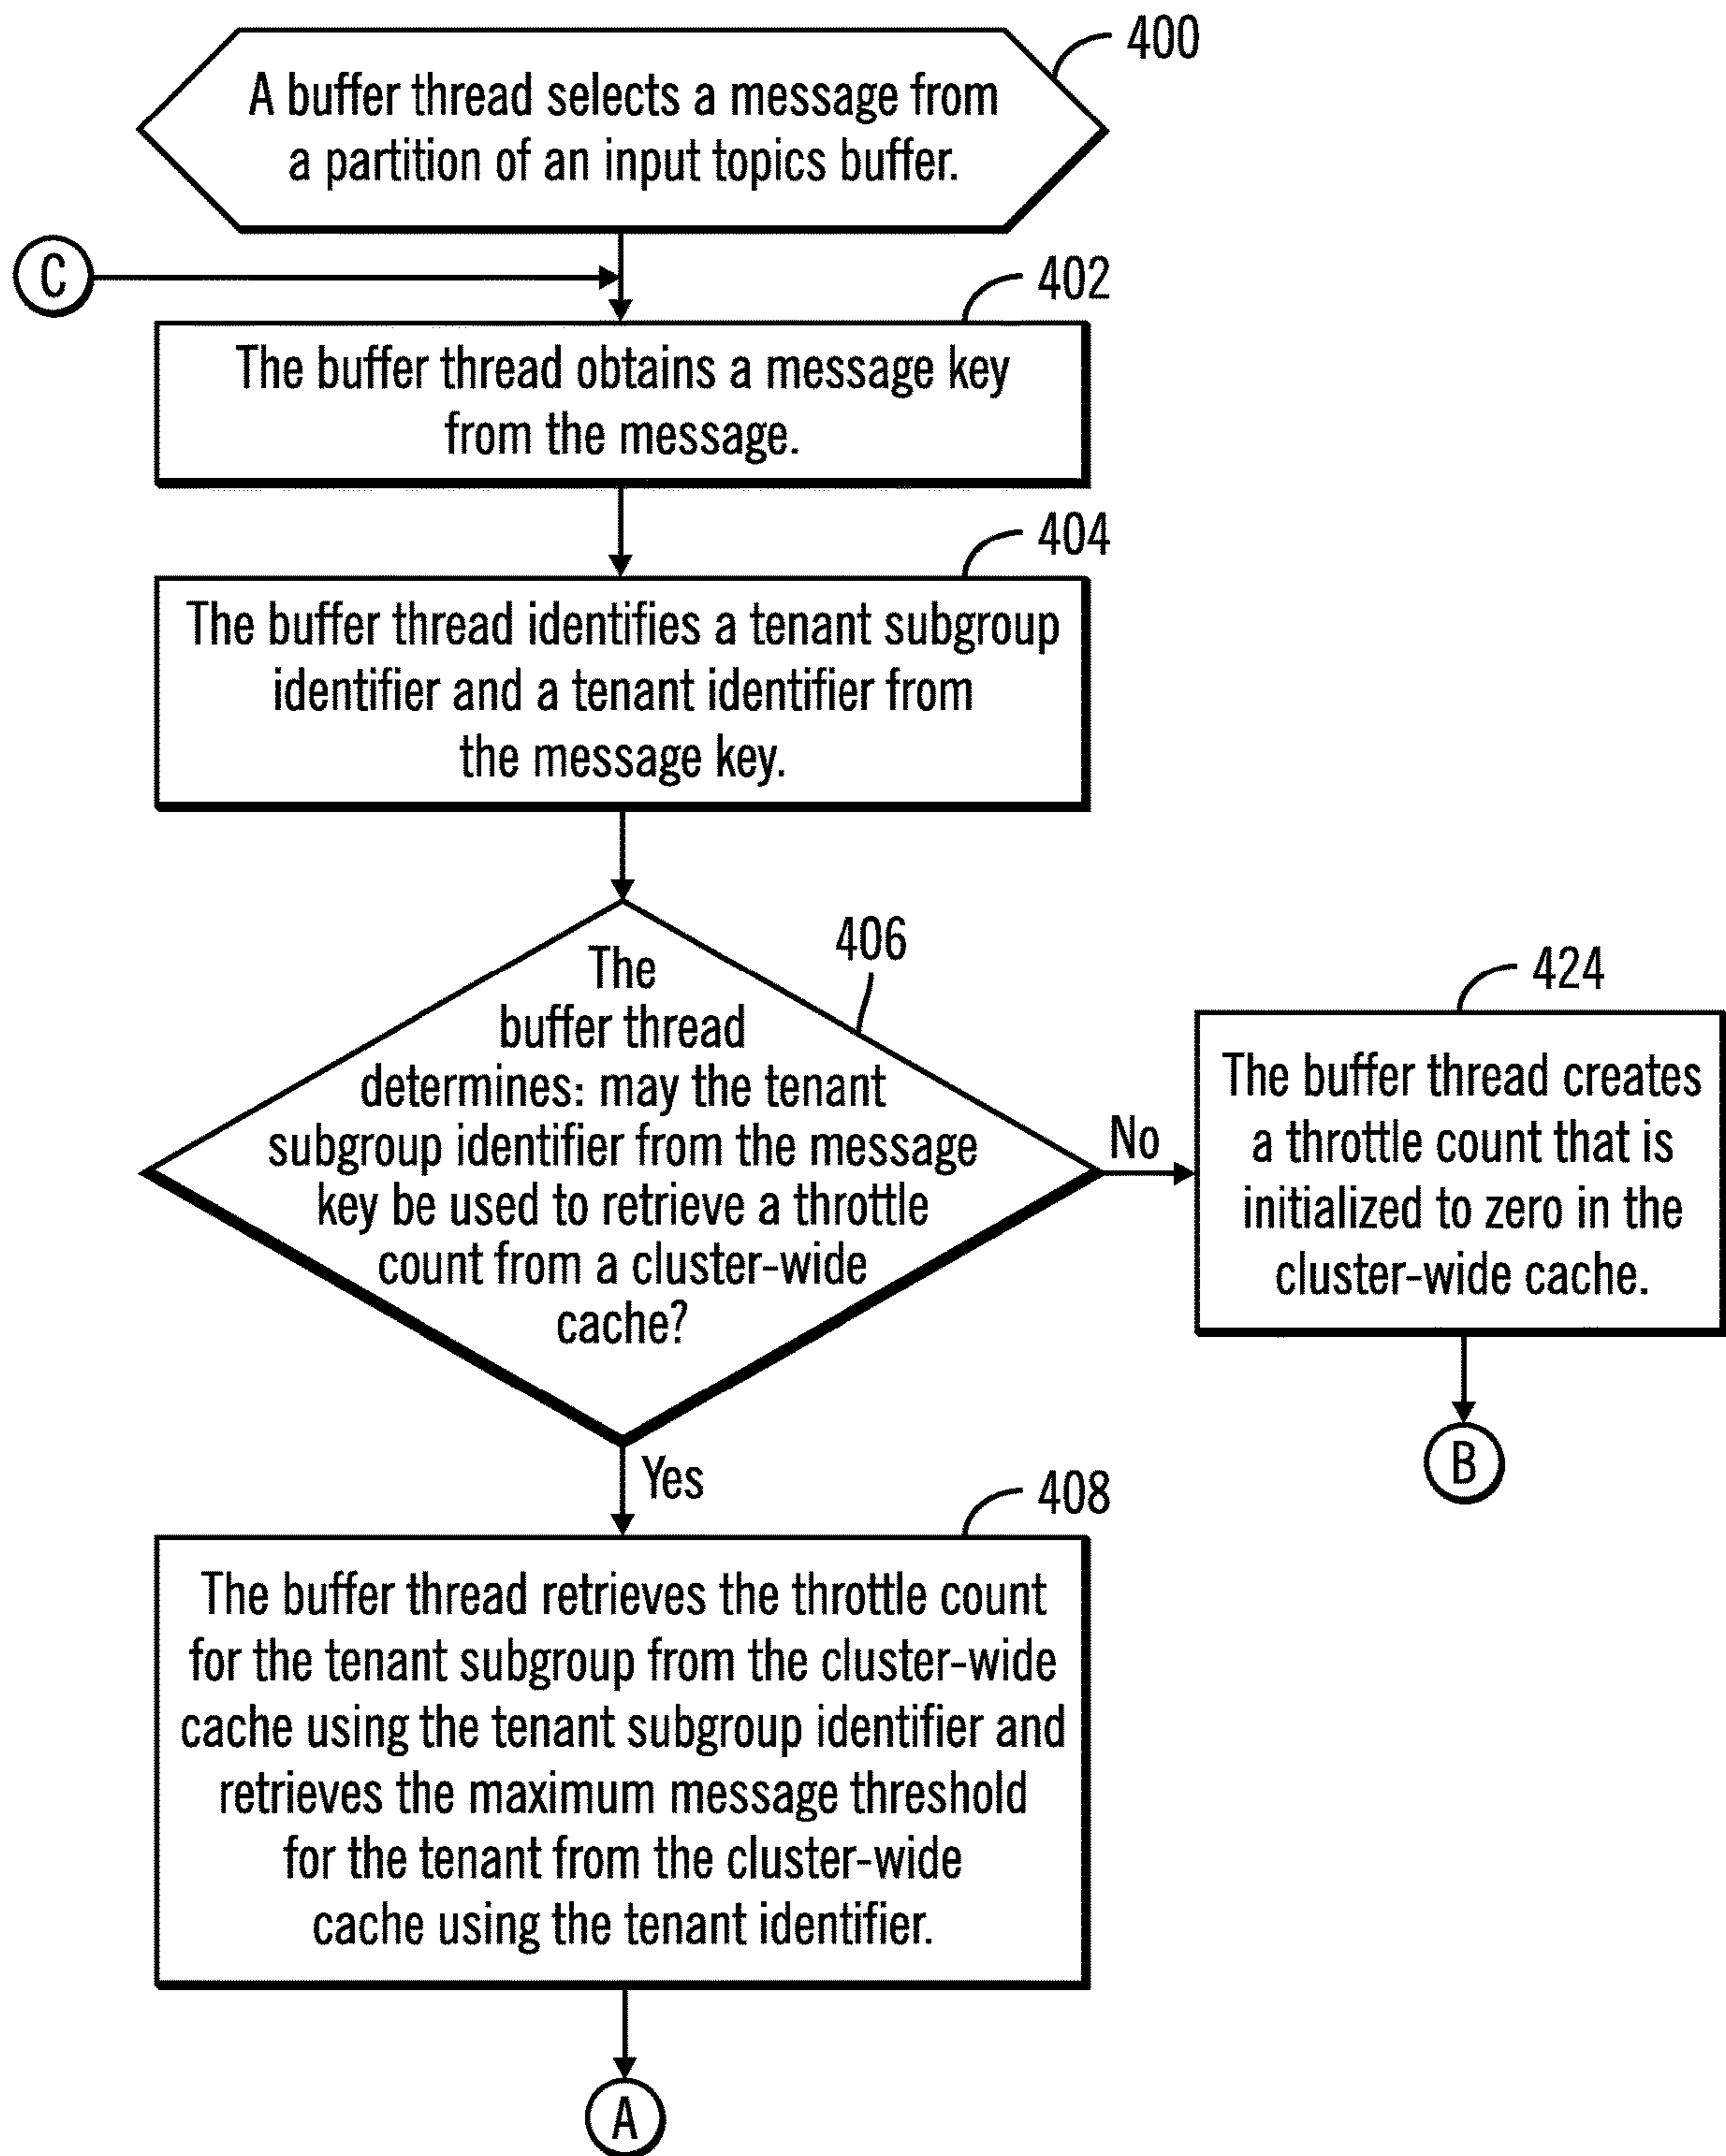 400
A buffer thread selects a message from
a partition of an input topics buffer.
C
402
The buffer thread obtains a message key
from the message.
404
The buffer thread identifies a tenant subgroup
identifier and a tenant identifier from
the message key.
406
The
buffer thread
determines: may the tenant
subgroup identifier from the message
key be used to retrieve a throttle
count from a cluster-wide
cache?
No
424
The buffer thread creates
a throttle count that is
initialized to zero in the
cluster-wide cache.
B
Yes
408
The buffer thread retrieves the throttle count
for the tenant subgroup from the cluster-wide
cache using the tenant subgroup identifier and
retrieves the maximum message threshold
for the tenant from the cluster-wide
cache using the tenant identifier.
A